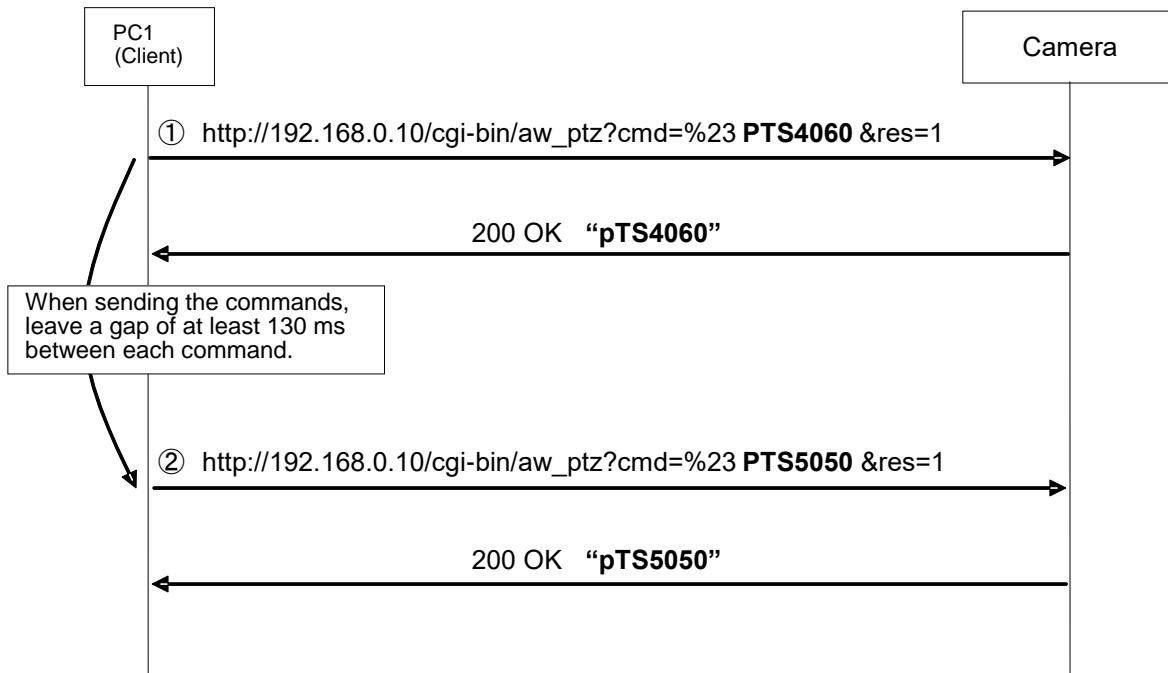 PC1
(Client)
Camera
① http://192.168.0.10/cgi-bin/aw_ptz?cmd=%23 PTS4060 &res=1
200 OK “pTS4060”
When sending the commands,
leave a gap of at least 130 ms
between each command.
② http://192.168.0.10/cgi-bin/aw_ptz?cmd=%23 PTS5050 &res=1
200 OK “pTS5050”